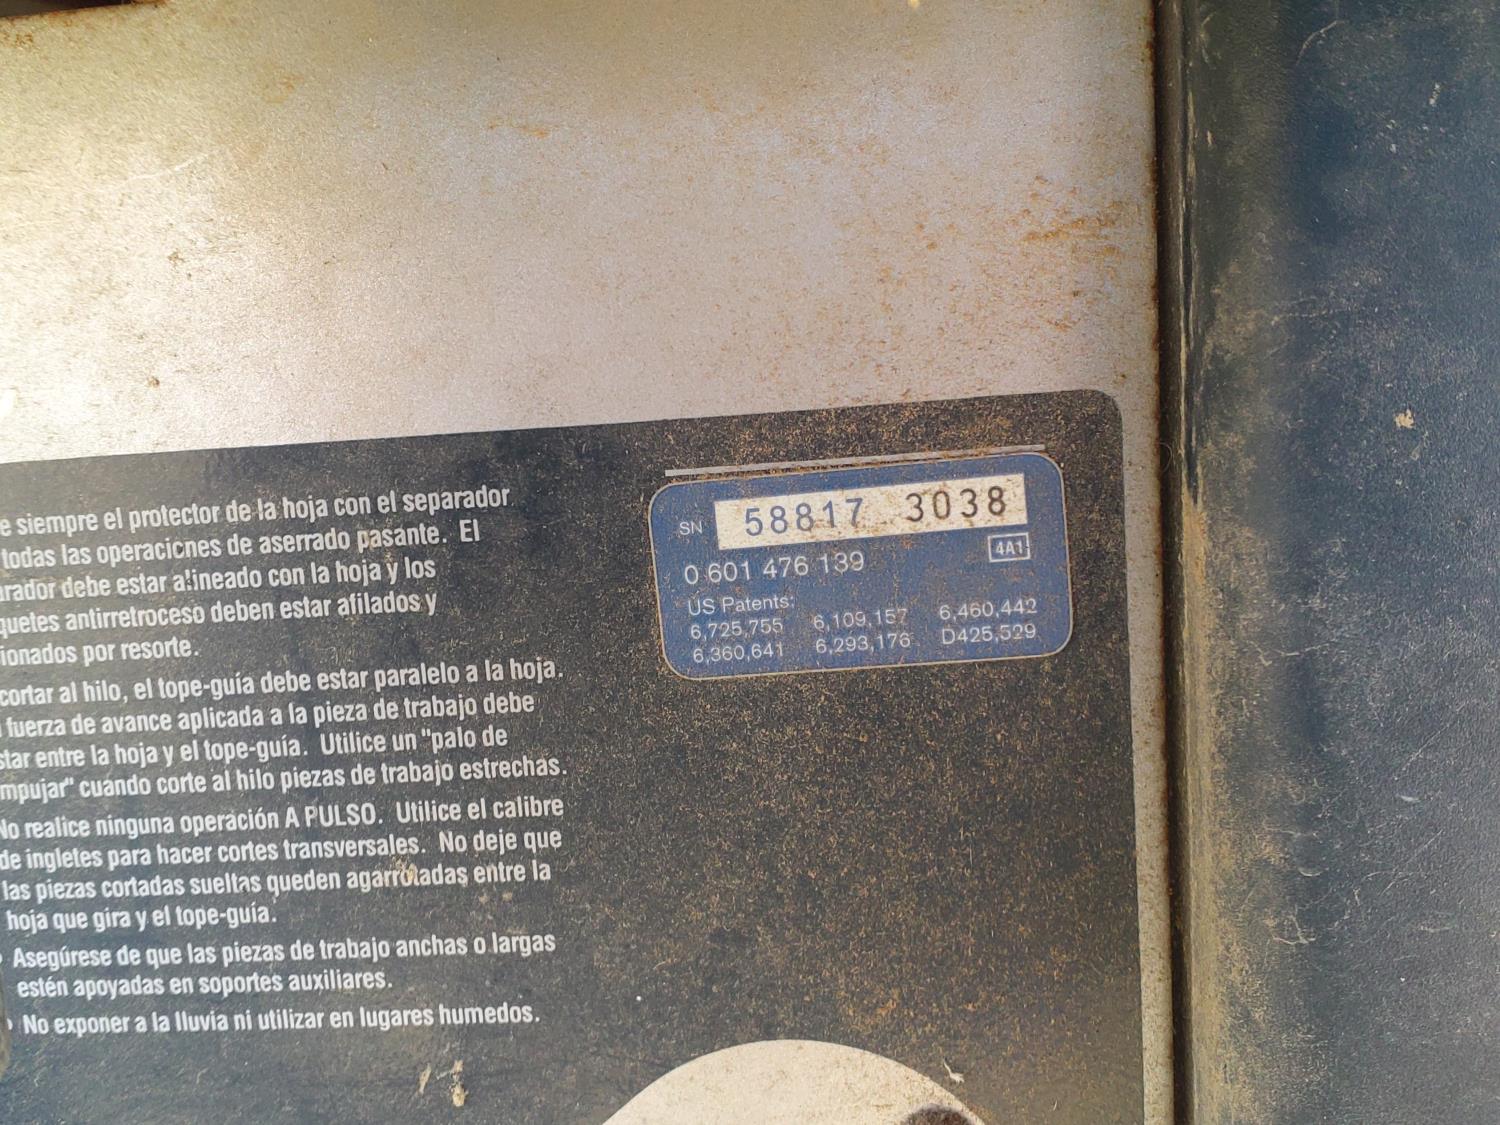 e siempre el protector de la hoja con el separador
todas las operaciones de aserrado pasante. El
arador debe estar alineado con la hoja y los
quetes antirretroceso deben estar afilados y
ionados por resorte.
cortar al hilo, el tope-guía debe estar paralelo a la hoja.
fuerza de avance aplicada a la pieza de trabajo debe
star entre la hoja y el tope-guía. Utilice un "palo de
mpujar" cuando corte al hilo piezas de trabajo estrechas.
No realice ninguna operación A PULSO. Utilice el calibre
de ingletes para hacer cortes transversales. No deje que
las piezas cortadas sueltas queden agarrotadas entre la
hoja que gira y el tope-guía.
Asegúrese de que las piezas de trabajo anchas o largas
estén apoyadas en soportes auxiliares.
No exponer a la lluvia ni utilizar en lugares humedos.
SN 58817 3038
0 601 476 139 4A1
US Patents:
6,725,755 6,109,157 6,460,442
6,360,641 6,293,176 D425,529